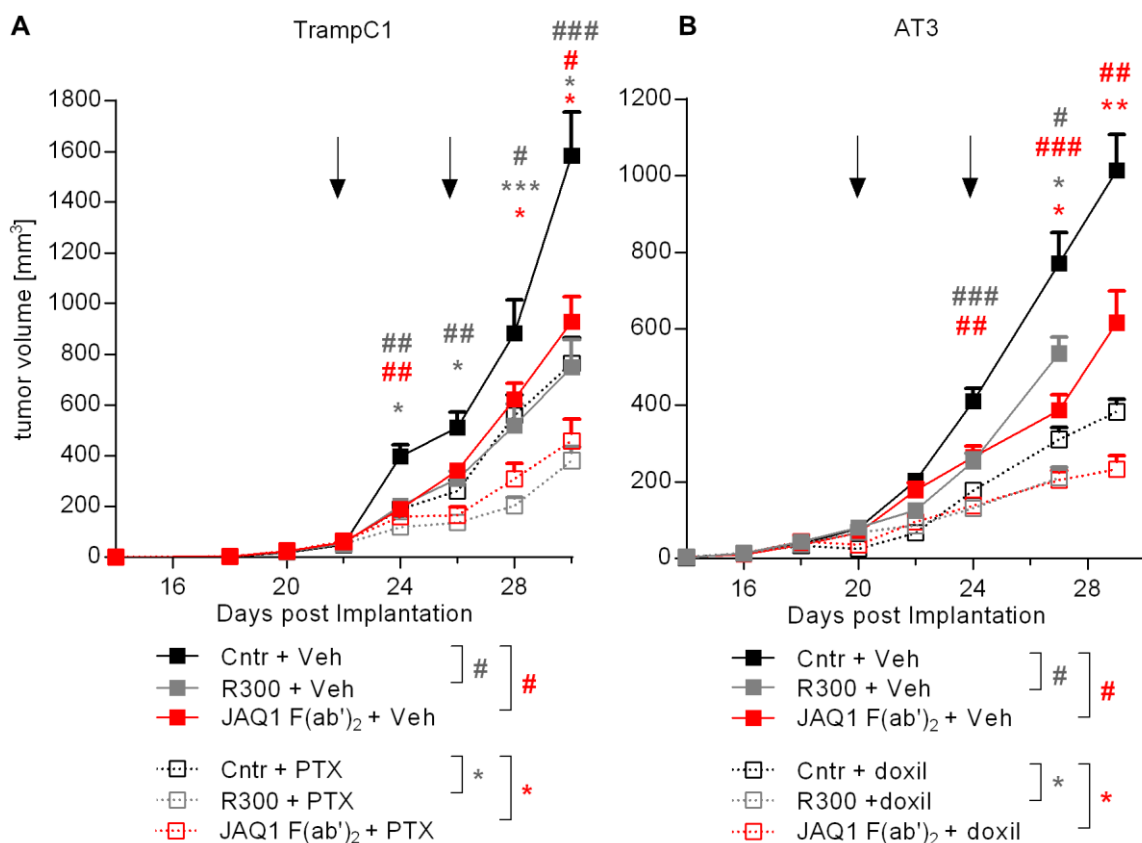 A
TrampC1
###
#
*
*
#
***
*
##
*
##
##
*
1800
1600
1400
1200
1000
800
600
400
200
0
tumor volume [mm³]
16
20
24
28
Days post Implantation
Cntr + Veh
R300 + Veh
JAQ1 F(ab')₂ + Veh
#
#
Cntr + PTX
R300 + PTX
JAQ1 F(ab')₂ + PTX
*
*
B
AT3
##
**
#
###
*
*
###
##
1200
1000
800
600
400
200
0
16
20
24
28
Days post Implantation
Cntr + Veh
R300 + Veh
JAQ1 F(ab')₂ + Veh
#
#
Cntr + doxil
R300 +doxil
JAQ1 F(ab')₂ + doxil
*
*